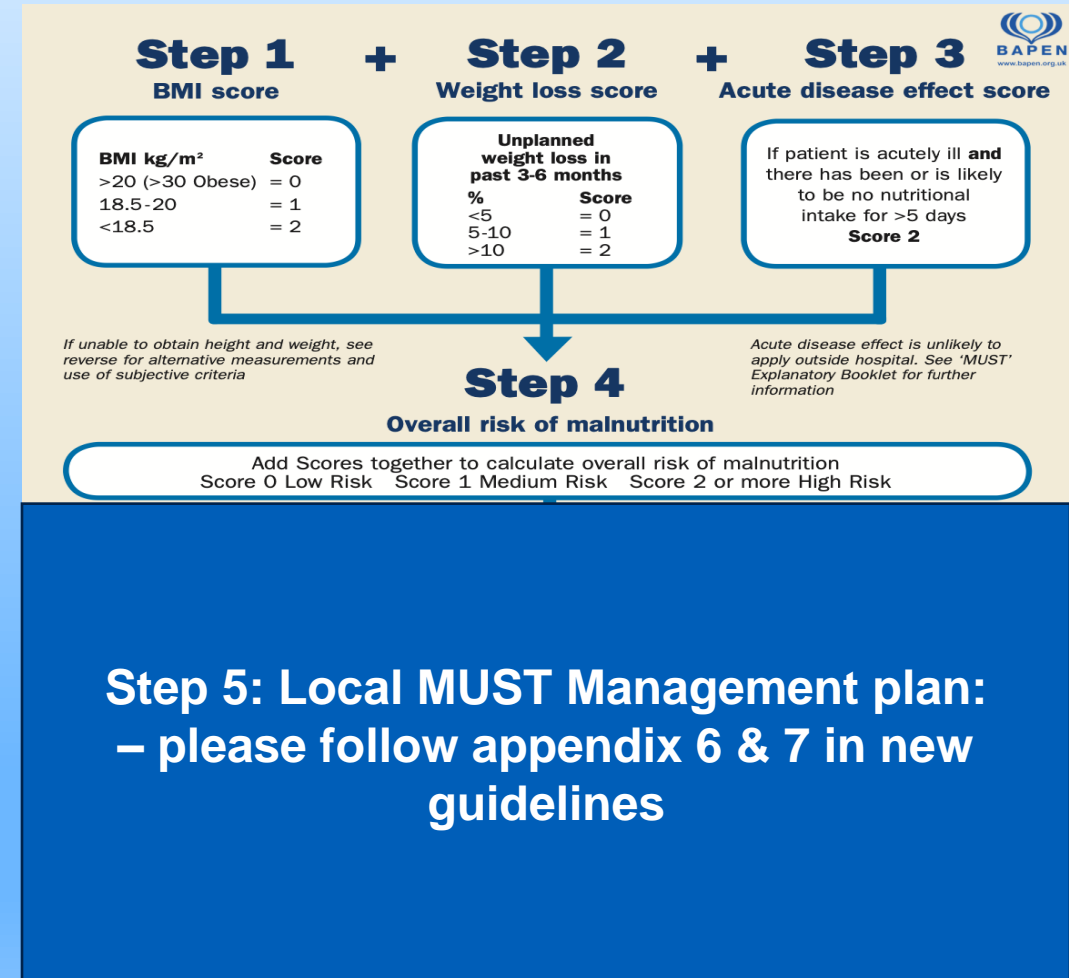 Step 1 + Step 2 + Step 3
BAPEN
www.bapen.org.uk
BMI score
Weight loss score
Acute disease effect score
BMI kg/m² Score
>20 (>30 Obese) = 0
18.5-20 = 1
<18.5 = 2
Unplanned
weight loss in
past 3-6 months
% Score
<5 = 0
5-10 = 1
>10 = 2
If patient is acutely ill and
there has been or is likely
to be no nutritional
intake for >5 days
Score 2
If unable to obtain height and weight, see
reverse for alternative measurements and
use of subjective criteria
Acute disease effect is unlikely to
apply outside hospital. See ‘MUST’
Explanatory Booklet for further
information
Step 4
Overall risk of malnutrition
Add Scores together to calculate overall risk of malnutrition
Score 0 Low Risk Score 1 Medium Risk Score 2 or more High Risk
Step 5: Local MUST Management plan:
– please follow appendix 6 & 7 in new
guidelines